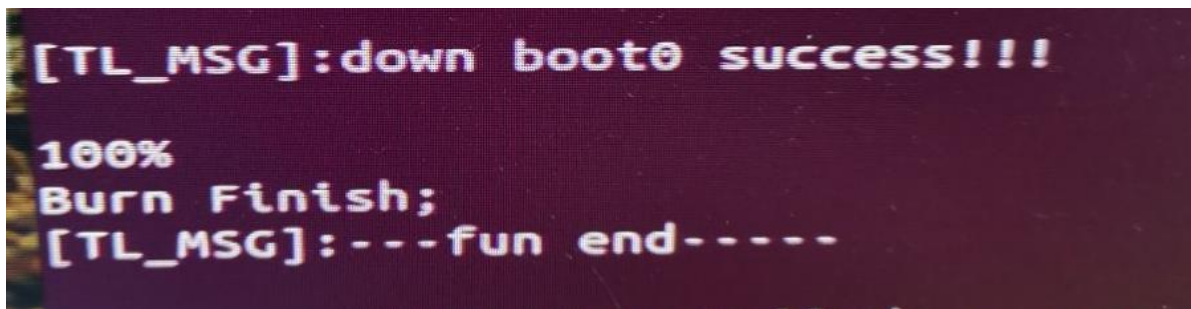 [TL_MSG]:down boot0 success!!!
100%
Burn Finish;
[TL_MSG]:---fun end-----